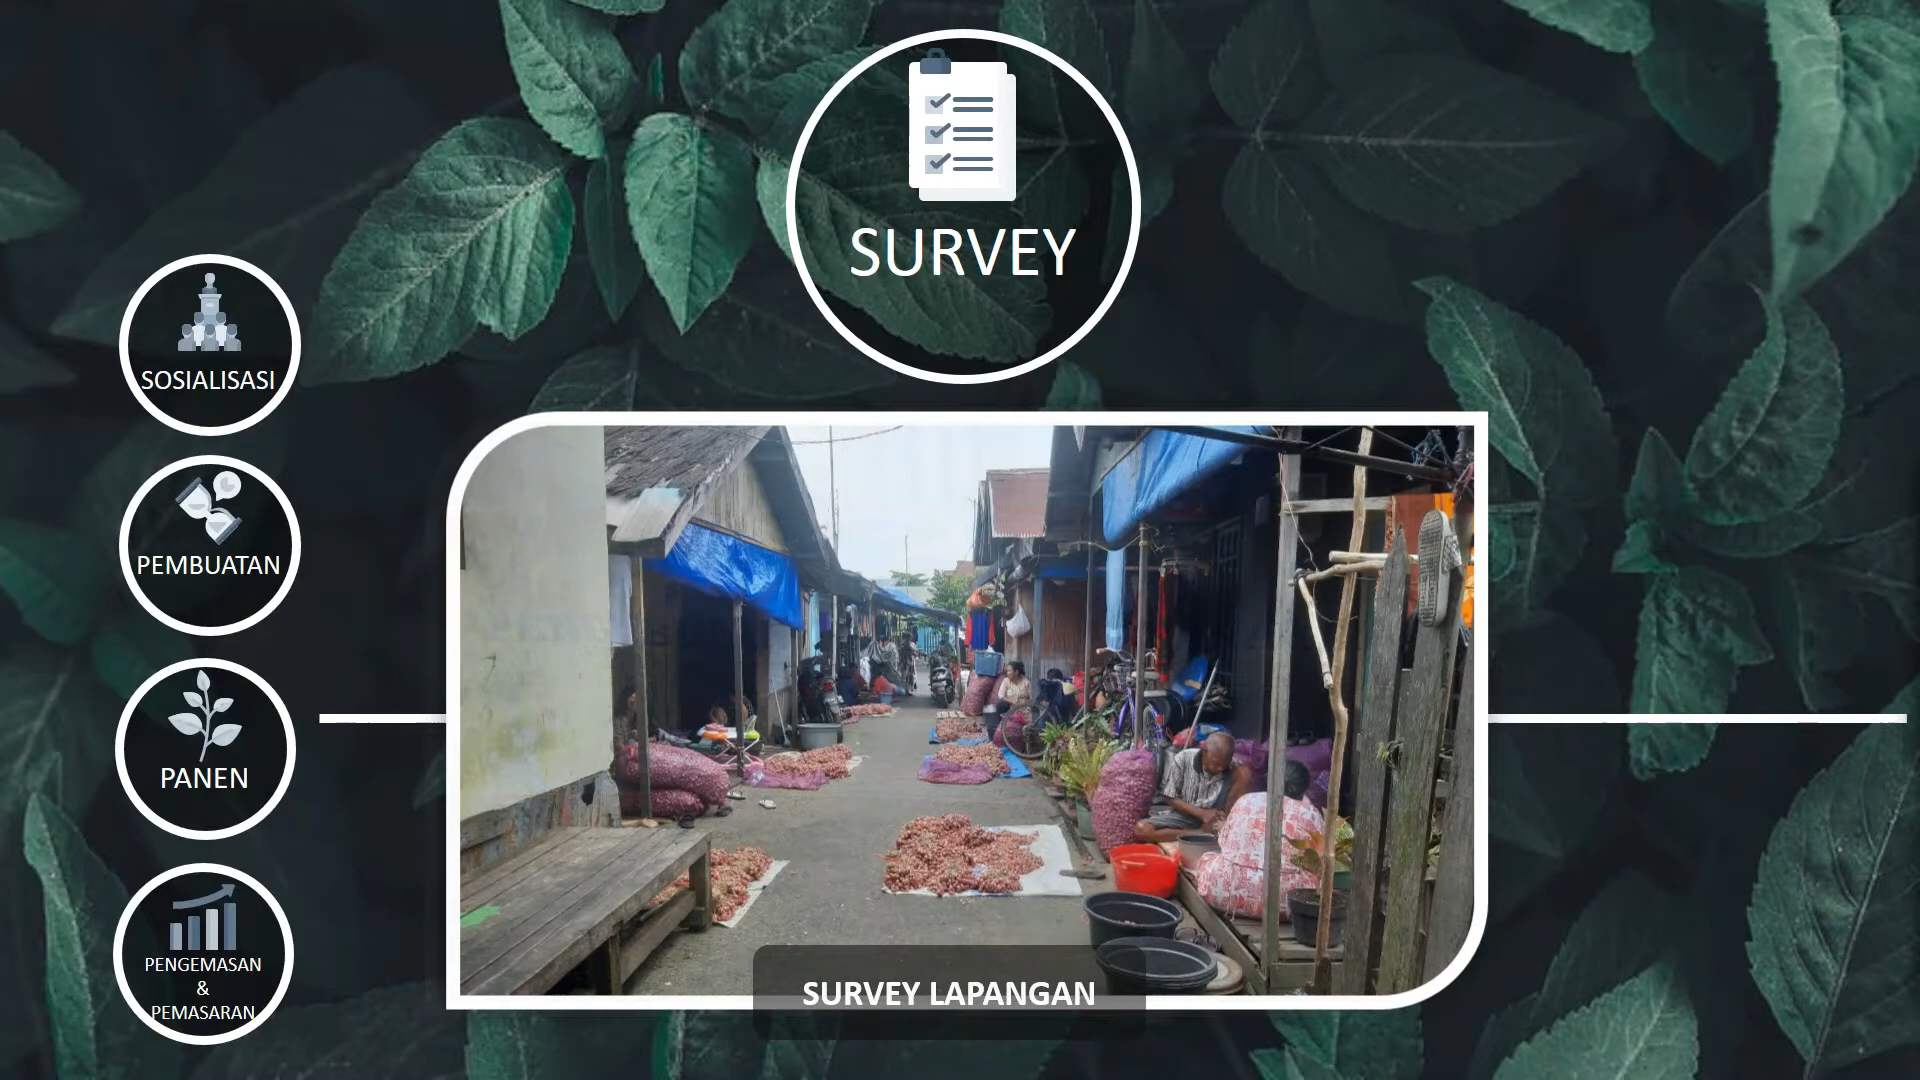 SURVEY
SOSIALISASI
PEMBUATAN
PANEN
PENGEMASAN
&
PEMASARAN
SURVEY LAPANGAN